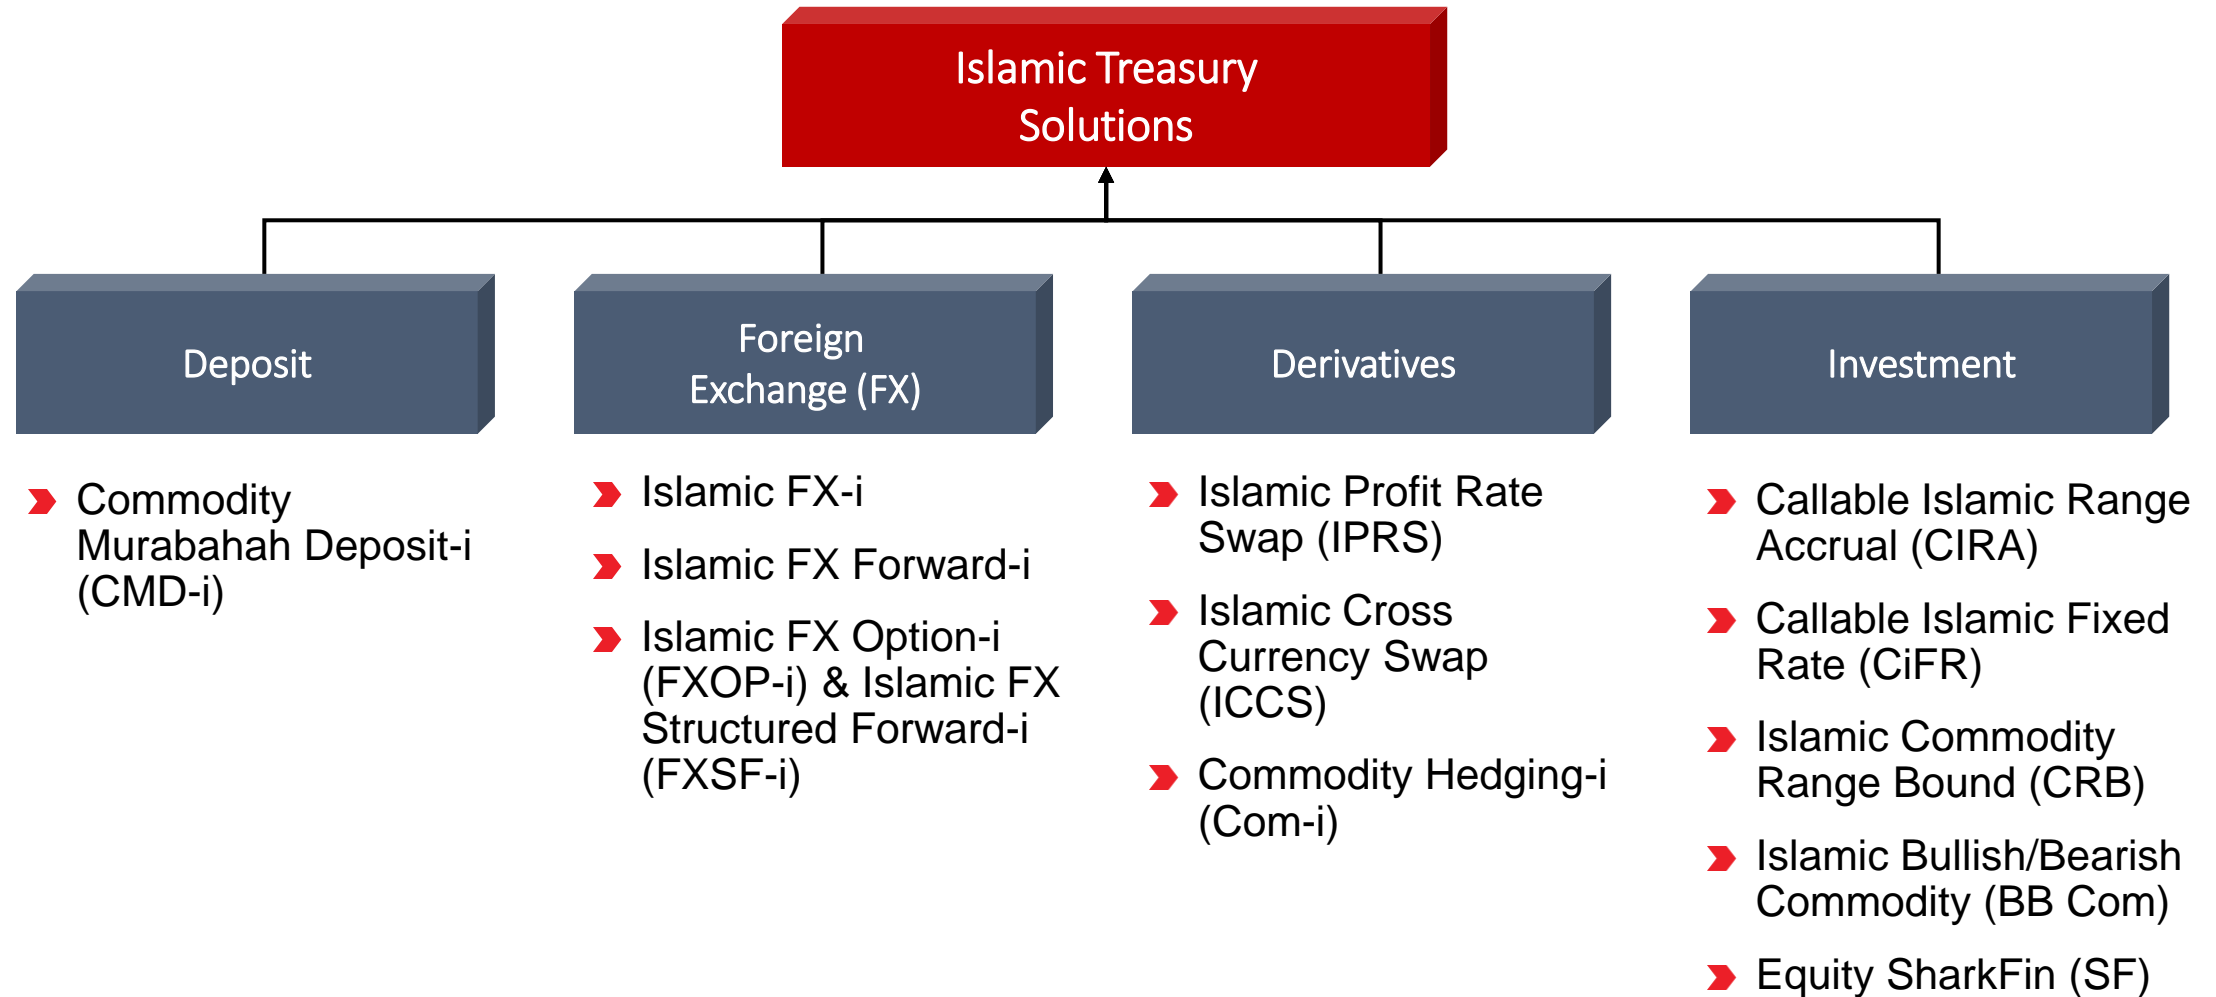 Islamic Treasury
Solutions
Deposit
Foreign
Exchange (FX)
Derivatives
Investment
Commodity
Murabahah Deposit-i
(CMD-i)
Islamic FX-i
Islamic FX Forward-i
Islamic FX Option-i
(FXOP-i) & Islamic FX
Structured Forward-i
(FXSF-i)
Islamic Profit Rate
Swap (IPRS)
Islamic Cross
Currency Swap
(ICCS)
Commodity Hedging-i
(Com-i)
Callable Islamic Range
Accrual (CIRA)
Callable Islamic Fixed
Rate (CiFR)
Islamic Commodity
Range Bound (CRB)
Islamic Bullish/Bearish
Commodity (BB Com)
Equity SharkFin (SF)